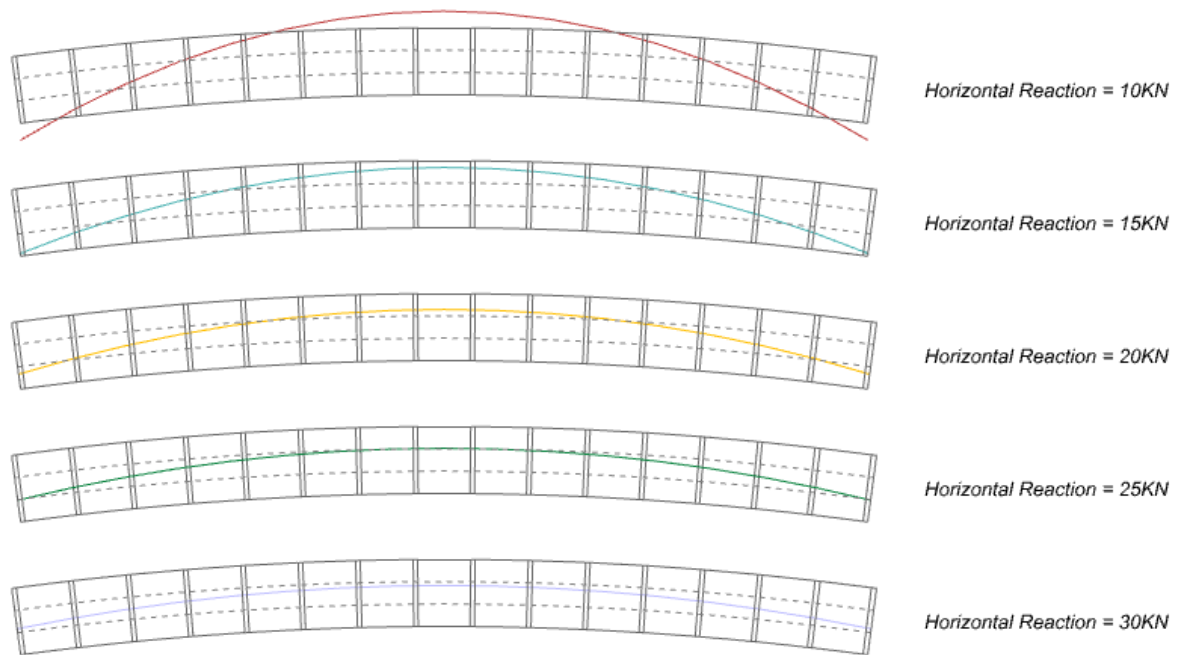 Horizontal Reaction = 10KN
Horizontal Reaction = 15KN
Horizontal Reaction = 20KN
Horizontal Reaction = 25KN
Horizontal Reaction = 30KN